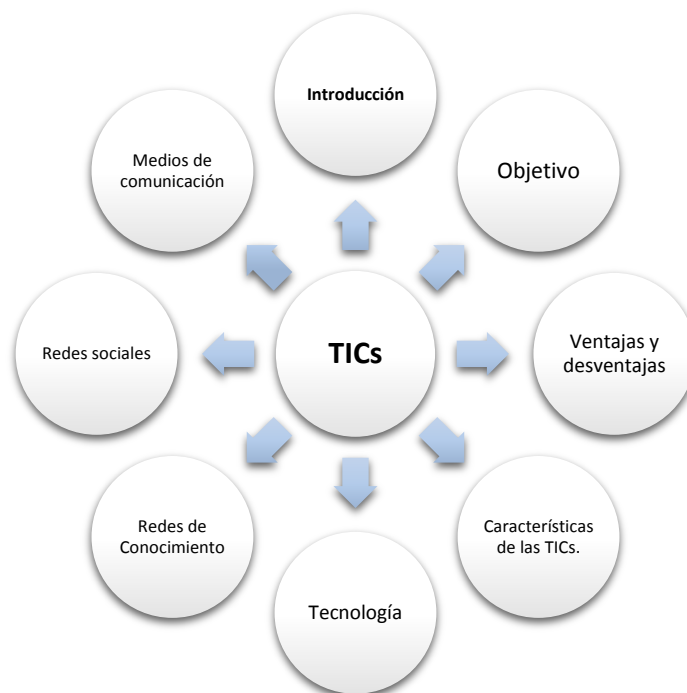 Introducción
Objetivo
Ventajas y
desventajas
Características
de las TICs.
Tecnología
Redes de
Conocimiento
Redes sociales
Medios de
comunicación
TICs